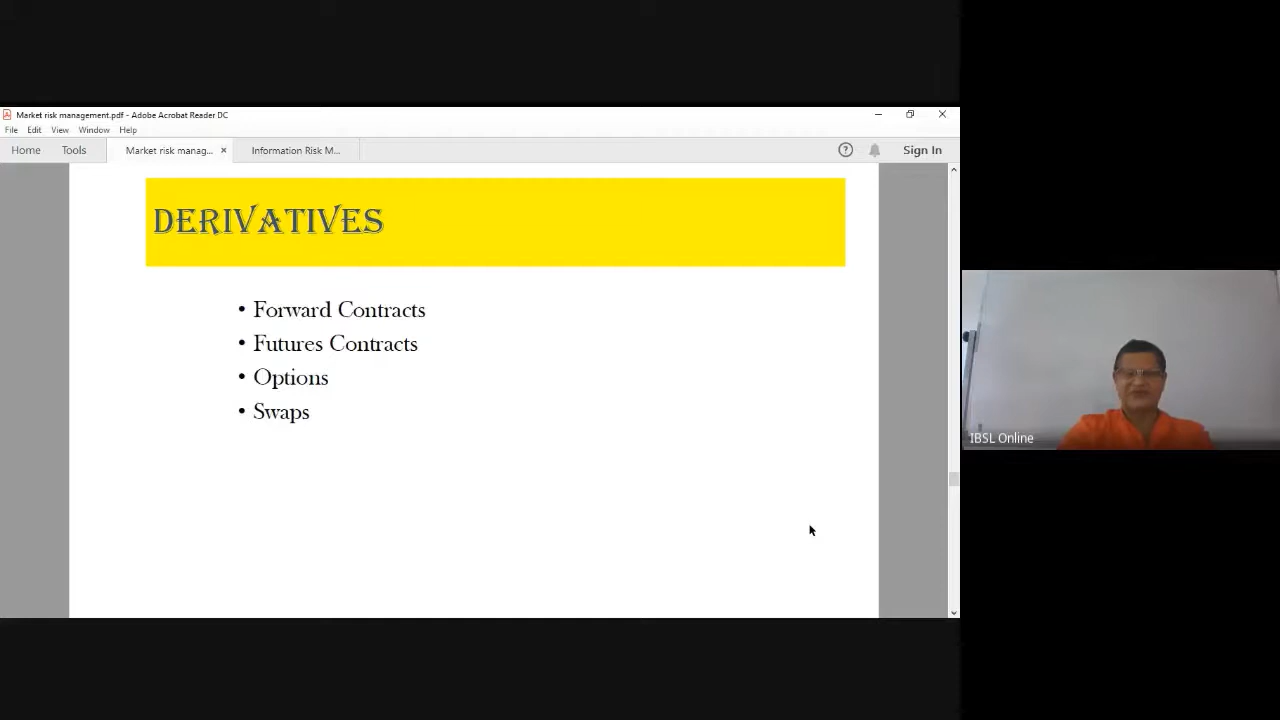 Market risk management.pdf - Adobe Acrobat Reader DC
File Edit View Window Help
Home Tools Market risk manag... × Information Risk M... Sign In
DERIVATIVES
• Forward Contracts
• Futures Contracts
• Options
• Swaps
IBSL Online